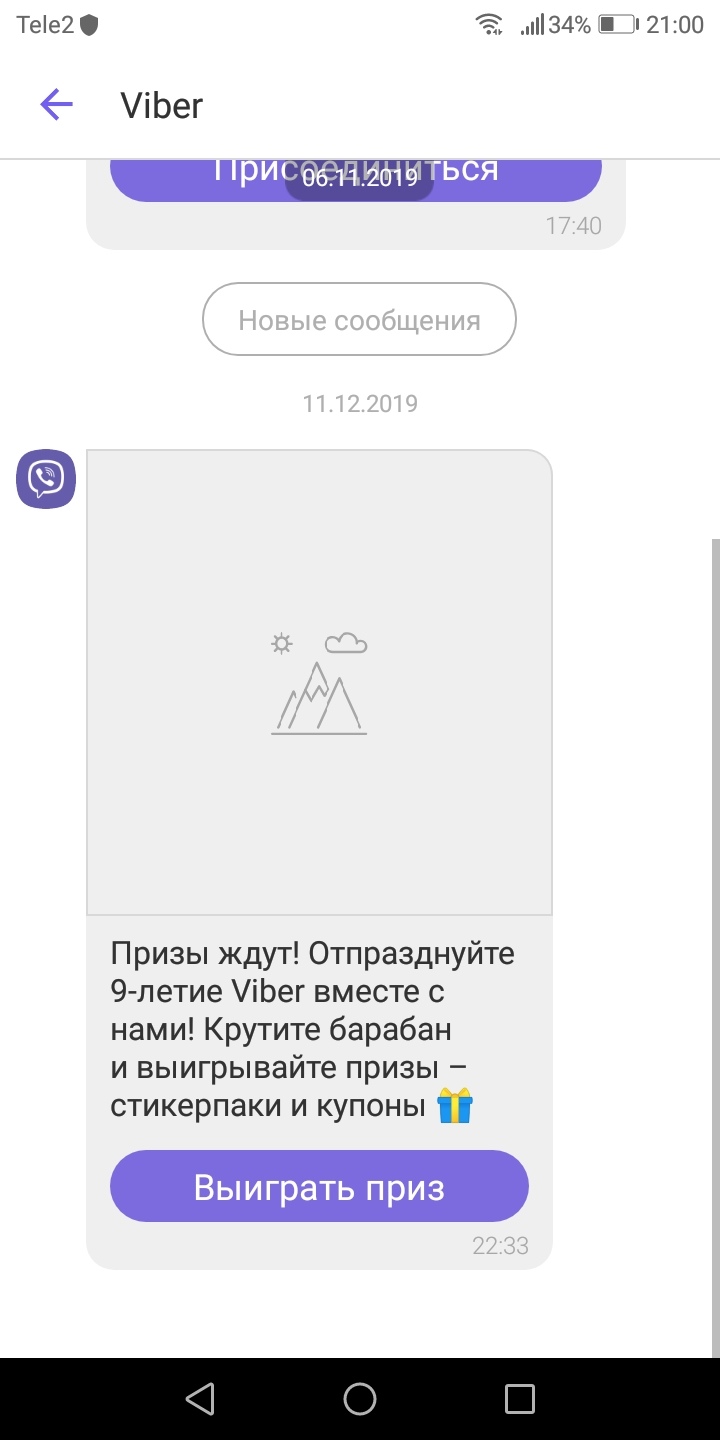 Tele2
34%
21:00
Viber
Присоединиться
06.11.2019
17:40
Новые сообщения
11.12.2019
Призы ждут! Отпразднуйте
9-летие Viber вместе с
нами! Крутите барабан
и выигрывайте призы –
стикерпаки и купоны
Выиграть приз
22:33